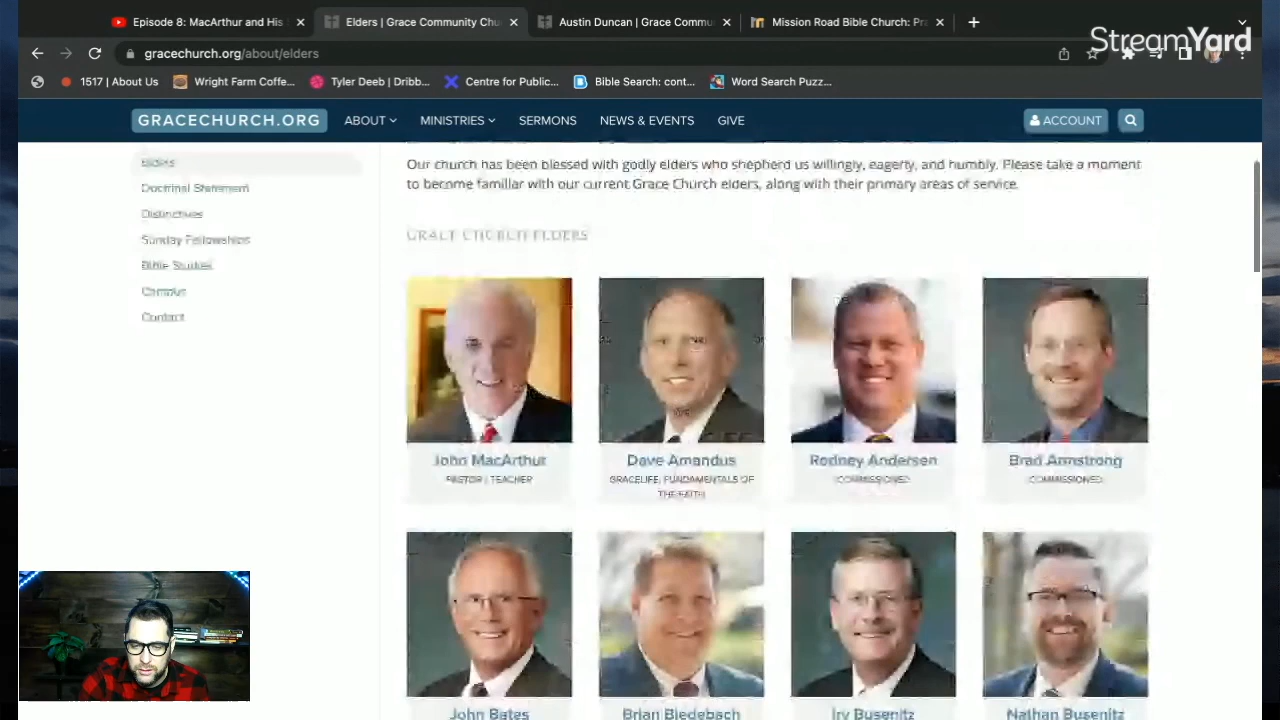 Episode 8: MacArthur and His
Elders | Grace Community Chu
Austin Duncan | Grace Commu
Mission Road Bible Church: Pra
StreamYard
gracechurch.org/about/elders
1517 | About Us
Wright Farm Coffe...
Tyler Deeb | Dribb...
Centre for Public...
Bible Search: cont...
Word Search Puzz...
GRACECHURCH.ORG
ABOUT
MINISTRIES
SERMONS
NEWS & EVENTS
GIVE
ACCOUNT
Elders
Doctrinal Statement
Distinctives
Sunday Fellowships
Bible Studies
Campus
Contact
Our church has been blessed with godly elders who shepherd us willingly, eagerly, and humbly. Please take a moment
to become familiar with our current Grace Church elders, along with their primary areas of service.
GRACE CHURCH ELDERS
John MacArthur
PASTOR | TEACHER
Dave Amandus
GRACELIFE, FUNDAMENTALS OF
THE FAITH
Rodney Andersen
COMMISSIONED
Brad Armstrong
COMMISSIONED
John Bates
Brian Biedebach
Irv Busenitz
Nathan Busenitz